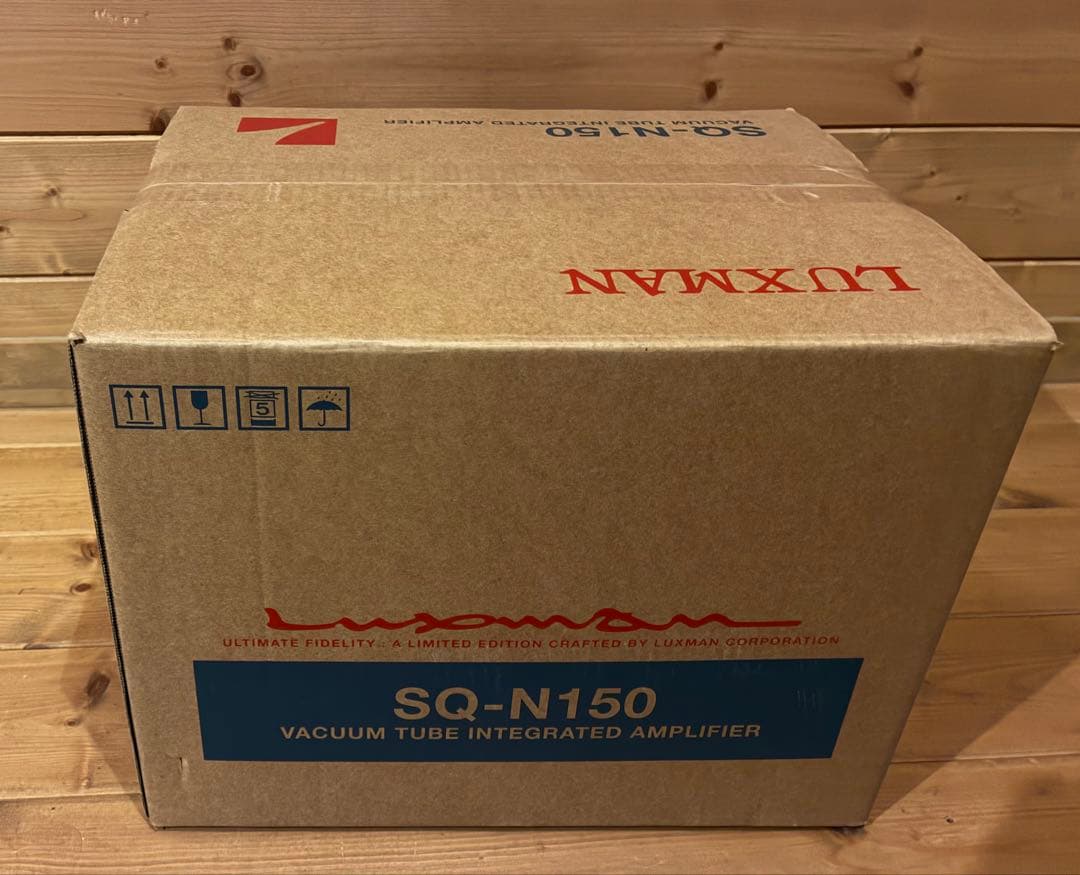 SQ-N150
VACUUM TUBE INTEGRATED AMPLIFIER
LUXMAN
5
Luxman
ULTIMATE FIDELITY : A LIMITED EDITION CRAFTED BY LUXMAN CORPORATION
SQ-N150
VACUUM TUBE INTEGRATED AMPLIFIER